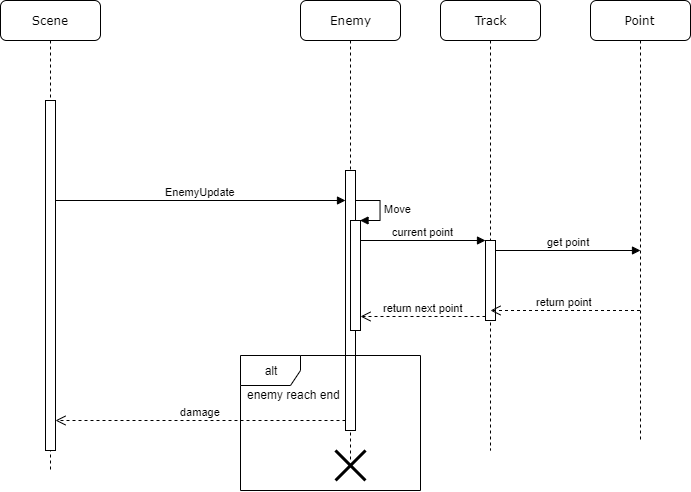 Scene
Enemy
Track
Point
EnemyUpdate
Move
current point
get point
return point
return next point
alt
enemy reach end
damage